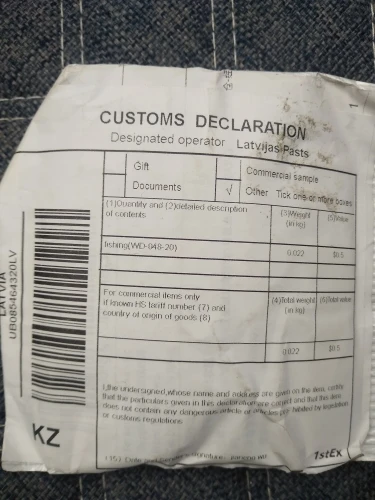 CUSTOMS DECLARATION
Designated operator Latvijas Pasts
Gift
Commercial sample
Documents
√ Other Tick one or more boxes
(1)Quantity and (2)detailed description
of contents
(3)Weight
(in kg)
(5)Value
fishing(WD-048-20)
0.022
$0.5
For commercial items only
if known HS tariff number (7) and
country of origin of goods (8)
(4)Total weight
(in kg)
(6)Total value
0.022
$0.5
I,the undersigned,whose name and address are given on the item, certify
that the particulars given in this declaration are correct and that this item
does not contain any dangerous article or articles prohibited by legislation
or customs regulations
LATVIA
UB085464320LV
KZ
1stEx